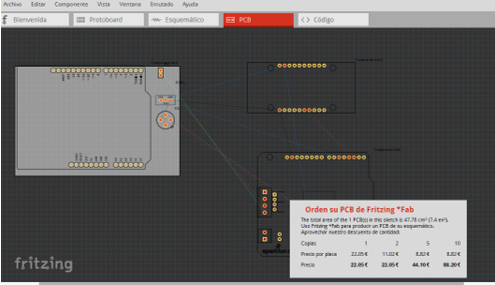 Archivo Editar Componente Vista Ventana Enrutado Ayuda
Bienvenida Protoboard Esquemático PCB <> Código
Orden su PCB de Fritzing *Fab
The total area of the 1 PCB(s) in this sketch is 47.78 cm² (7.4 in²).
Use Fritzing *Fab para producir un PCB de su esquemático.
Aprovechar nuestro descuento de cantidad:
Copias 1 2 5 10
Precio por placa 22.05 € 11.02 € 8.82 € 8.82 €
Precio 22.05 € 22.05 € 44.10 € 88.20 €
fritzing